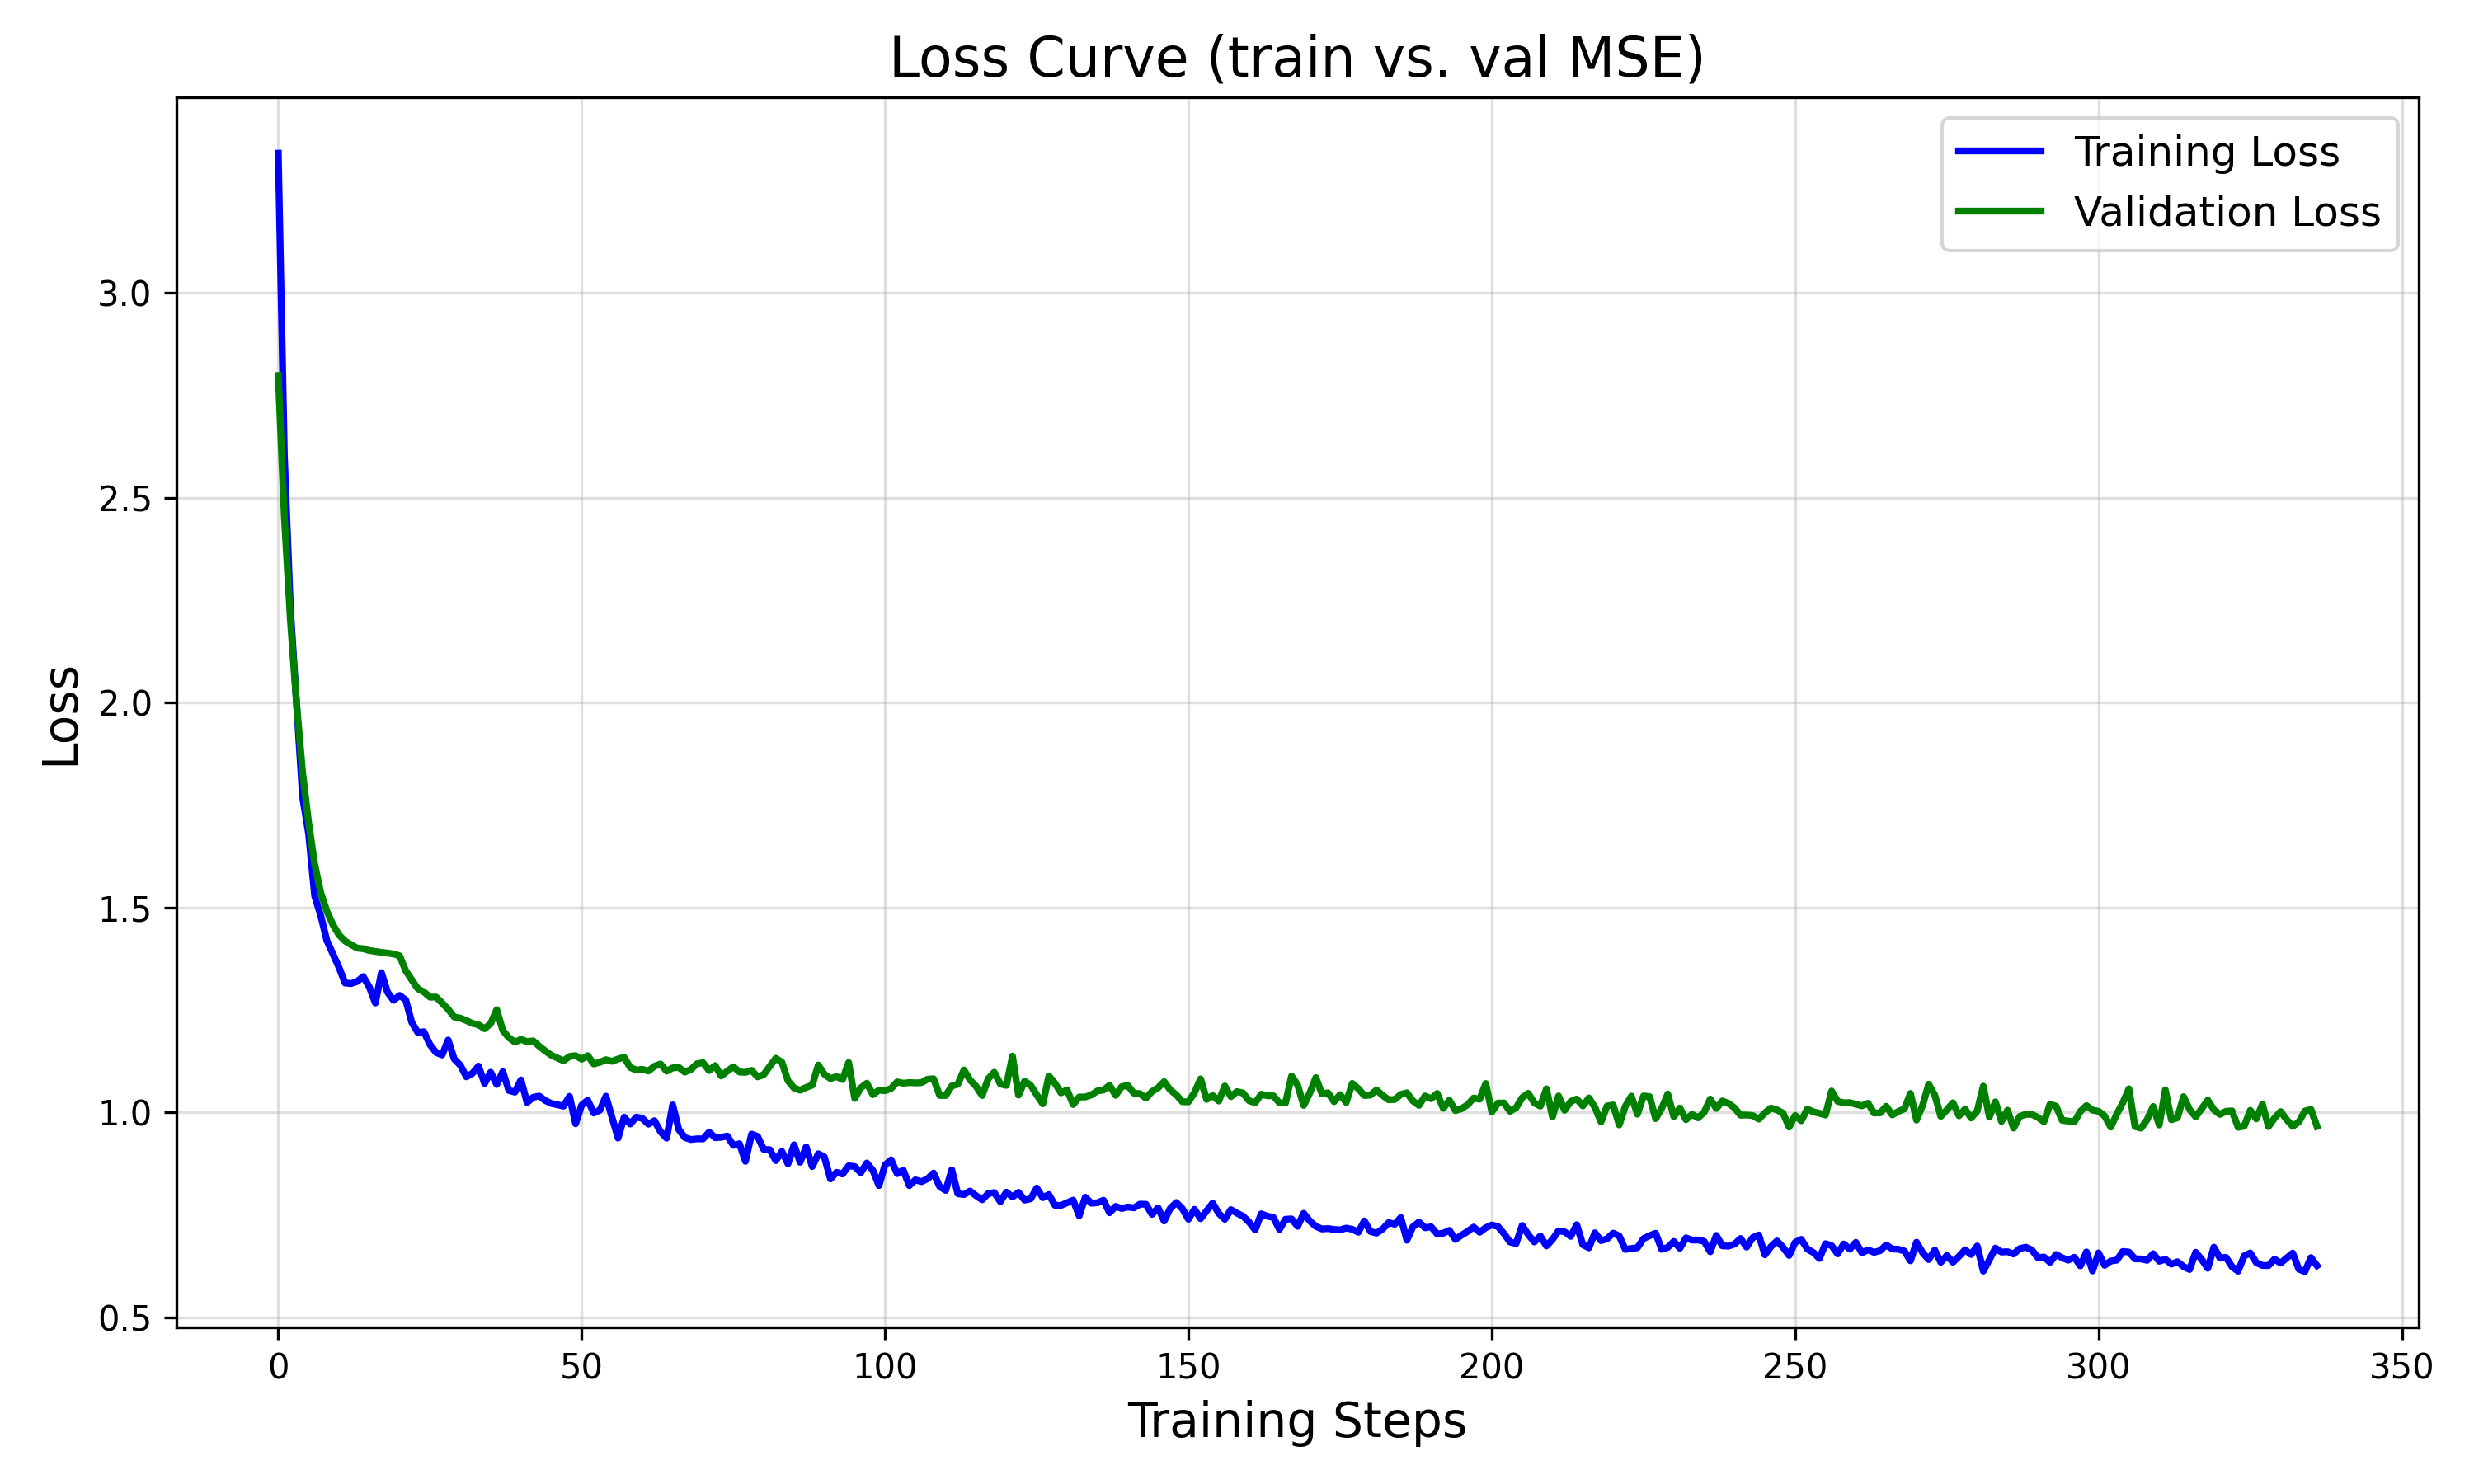 Loss Curve (train vs. val MSE)
Training Loss
Validation Loss
3.0
2.5
2.0
1.5
1.0
0.5
Loss
0 50 100 150 200 250 300 350
Training Steps